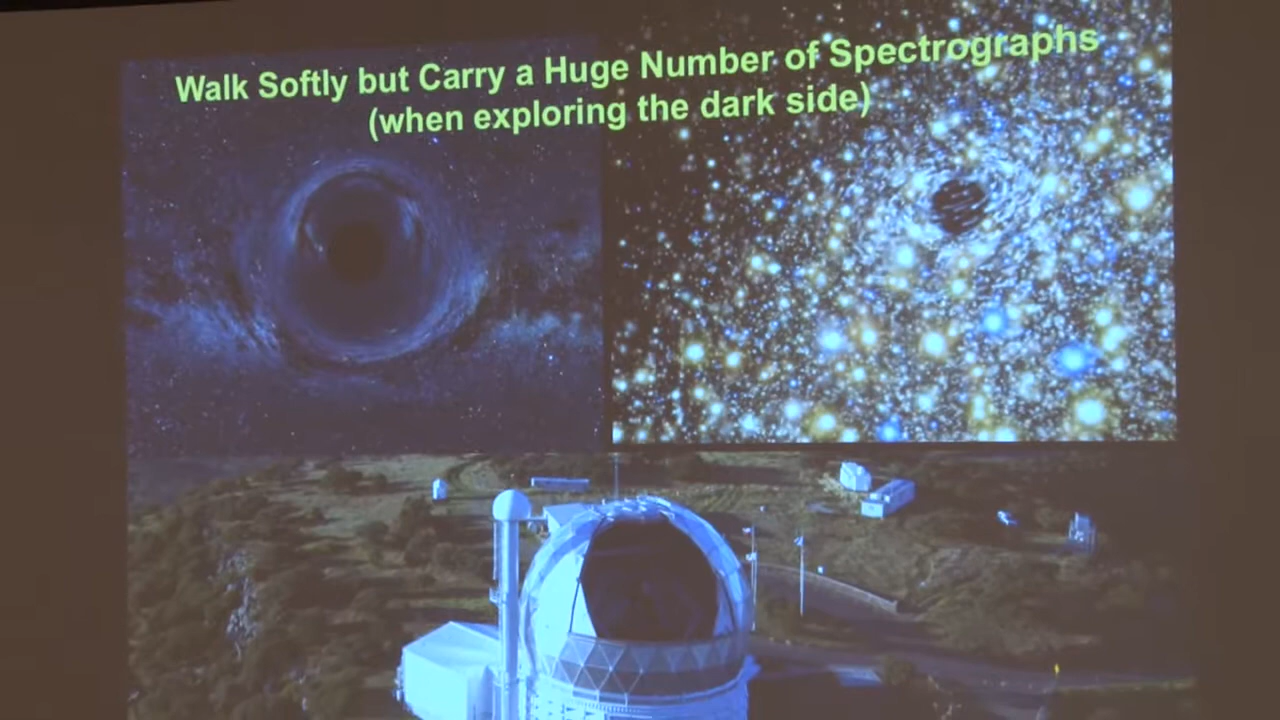 Walk Softly but Carry a Huge Number of Spectrographs
(when exploring the dark side)